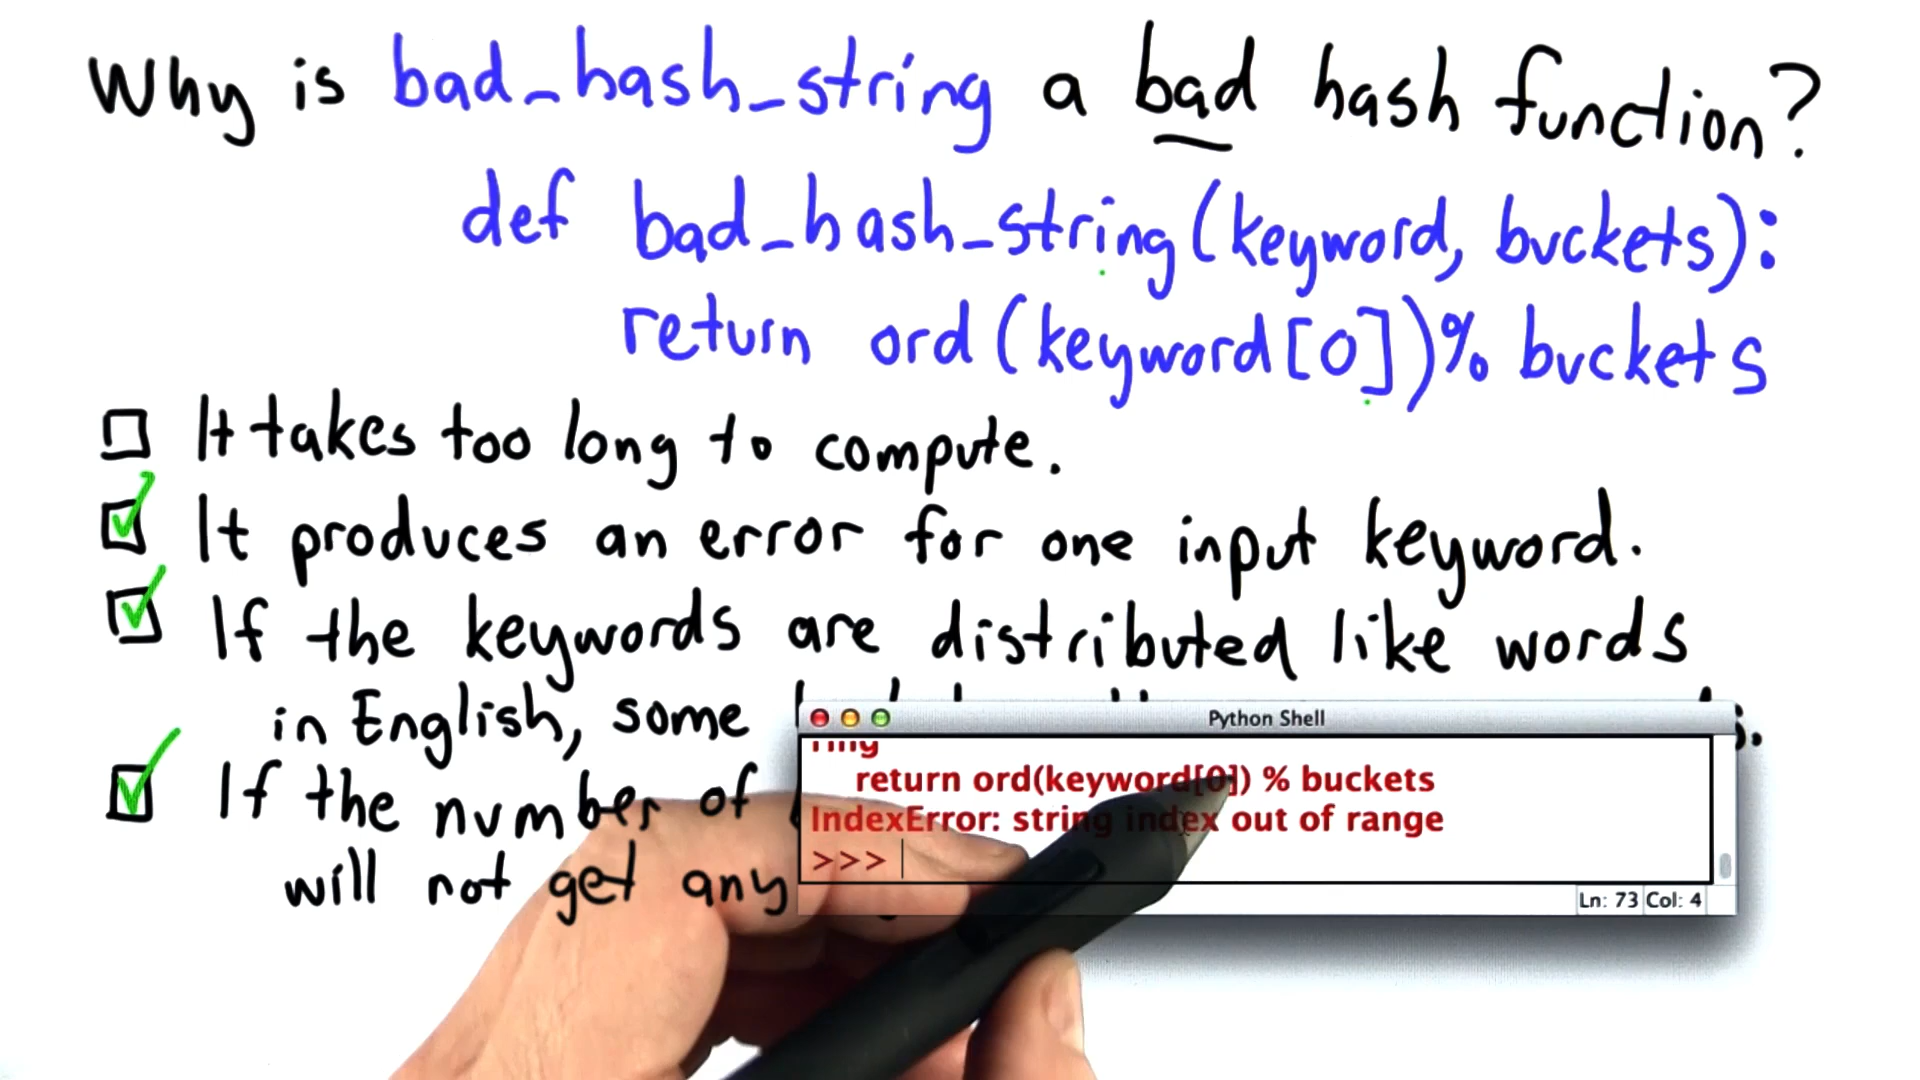 Why is bad_hash_string a bad hash function?
def bad_hash_string(keyword, buckets):
return ord(keyword[0])% buckets
It takes too long to compute.
It produces an error for one input keyword.
If the keywords are distributed like words
in English, some
If the number of
will not get any
Python Shell
return ord(keyword[0]) % buckets
IndexError: string index out of range
>>>
Ln: 73 Col: 4